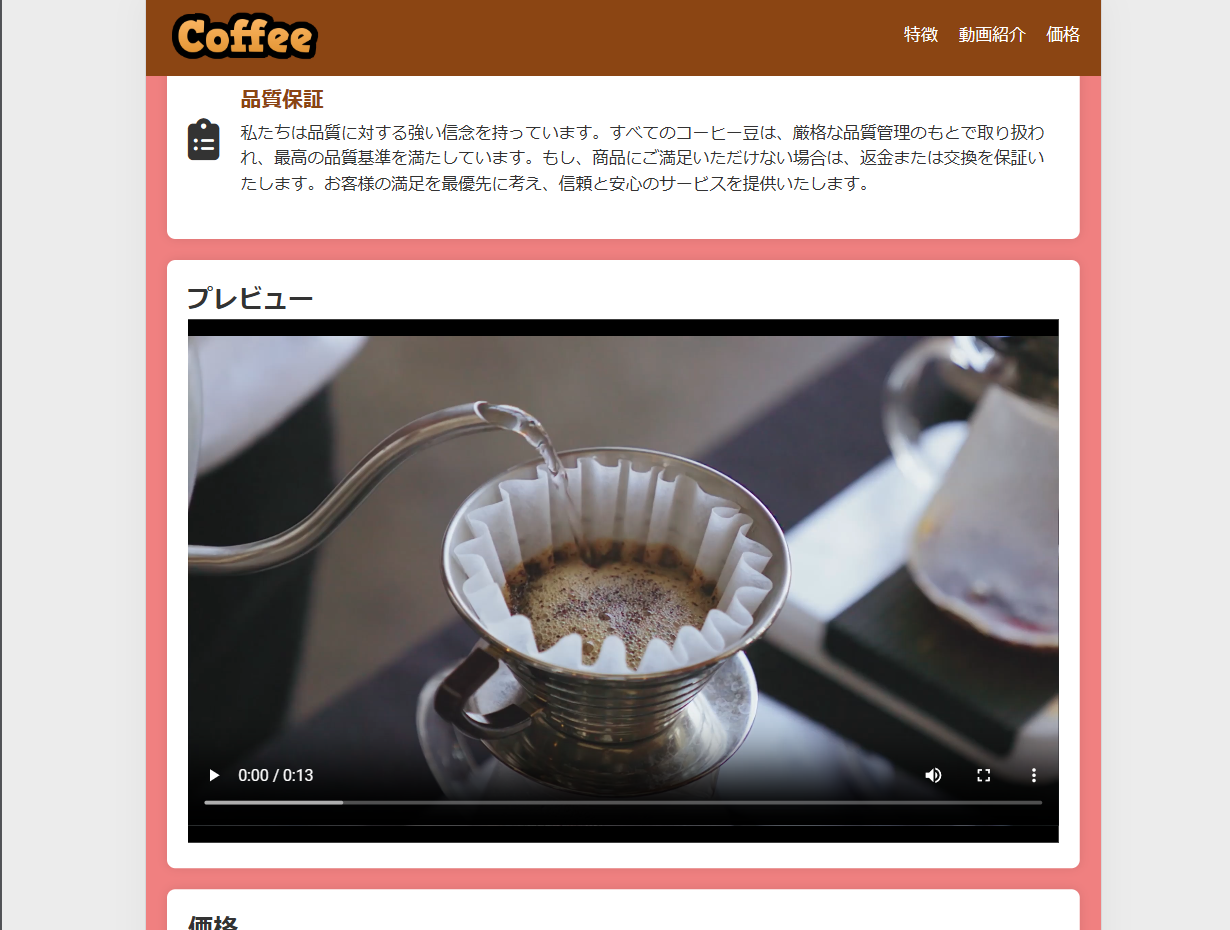 Coffee
特徴 動画紹介 価格
品質保証
私たちは品質に対する強い信念を持っています。すべてのコーヒー豆は、厳格な品質管理のもとで取り扱わ
れ、最高の品質基準を満たしています。もし、商品にご満足いただけない場合は、返金または交換を保証い
たします。お客様の満足を最優先に考え、信頼と安心のサービスを提供いたします。
プレビュー
0:00 / 0:13
価格